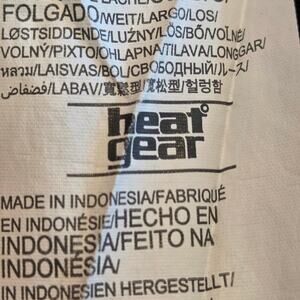 FOLGADO/WEIT/LARGO/LOS/
LØSTSIDDENDE/LUŹNY/LÖS/BŐ/VOĽNÉ/
VOLNÝ/PIXTO/OHLAPNA/TILAVA/LONGGAR/
หลวม/LAISVAS/BOL/СВОБОДНЫЙ/ルーズ/
فضفاض/LABAV/寬鬆型/宽松型/헐렁함
heat gear
MADE IN INDONESIA/FABRIQUÉ
EN INDONÉSIE/HECHO EN
INDONESIA/FEITO NA
INDONÉSIA/
IN INDONESIEN HERGESTELLT/